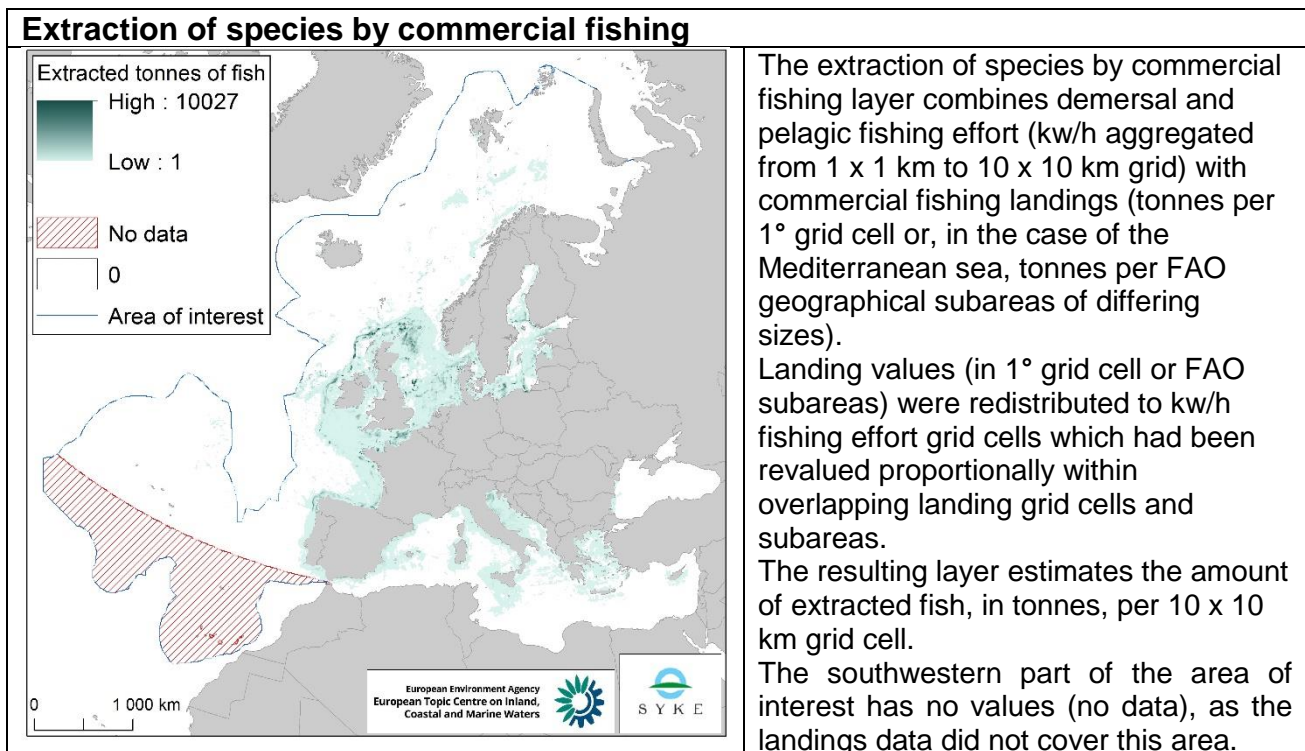 Extraction of species by commercial fishing
Extracted tonnes of fish
High : 10027
Low : 1
No data
0
Area of interest
0 1 000 km
European Environment Agency
European Topic Centre on Inland,
Coastal and Marine Waters
S Y K E
The extraction of species by commercial
fishing layer combines demersal and
pelagic fishing effort (kw/h aggregated
from 1 x 1 km to 10 x 10 km grid) with
commercial fishing landings (tonnes per
1° grid cell or, in the case of the
Mediterranean sea, tonnes per FAO
geographical subareas of differing
sizes).
Landing values (in 1° grid cell or FAO
subareas) were redistributed to kw/h
fishing effort grid cells which had been
revalued proportionally within
overlapping landing grid cells and
subareas.
The resulting layer estimates the amount
of extracted fish, in tonnes, per 10 x 10
km grid cell.
The southwestern part of the area of
interest has no values (no data), as the
landings data did not cover this area.